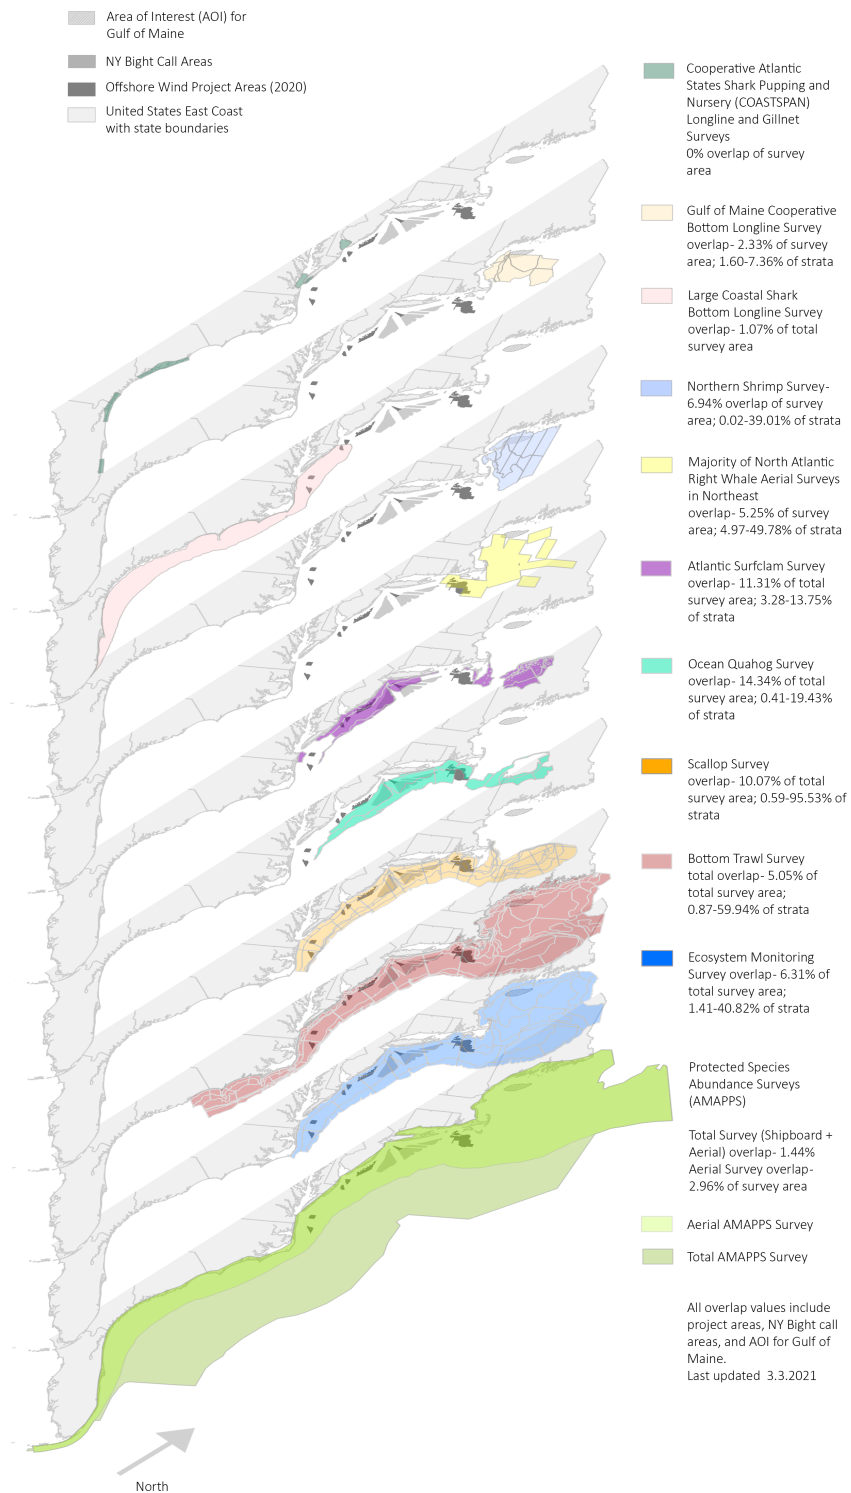 Area of Interest (AOI) for
Gulf of Maine
NY Bight Call Areas
Offshore Wind Project Areas (2020)
United States East Coast
with state boundaries
Cooperative Atlantic
States Shark Pupping and
Nursery (COASTSPAN)
Longline and Gillnet
Surveys
0% overlap of survey
area
Gulf of Maine Cooperative
Bottom Longline Survey
overlap- 2.33% of survey
area; 1.60-7.36% of strata
Large Coastal Shark
Bottom Longline Survey
overlap- 1.07% of total
survey area
Northern Shrimp Survey-
6.94% overlap of survey
area; 0.02-39.01% of strata
Majority of North Atlantic
Right Whale Aerial Surveys
in Northeast
overlap- 5.25% of survey
area; 4.97-49.78% of strata
Atlantic Surfclam Survey
overlap- 11.31% of total
survey area; 3.28-13.75%
of strata
Ocean Quahog Survey
overlap- 14.34% of total
survey area; 0.41-19.43%
of strata
Scallop Survey
overlap- 10.07% of total
survey area; 0.59-95.53% of
strata
Bottom Trawl Survey
total overlap- 5.05% of
total survey area;
0.87-59.94% of strata
Ecosystem Monitoring
Survey overlap- 6.31% of
total survey area;
1.41-40.82% of strata
Protected Species
Abundance Surveys
(AMAPPS)
Total Survey (Shipboard +
Aerial) overlap- 1.44%
Aerial Survey overlap-
2.96% of survey area
Aerial AMAPPS Survey
Total AMAPPS Survey
All overlap values include
project areas, NY Bight call
areas, and AOI for Gulf of
Maine.
Last updated 3.3.2021
North